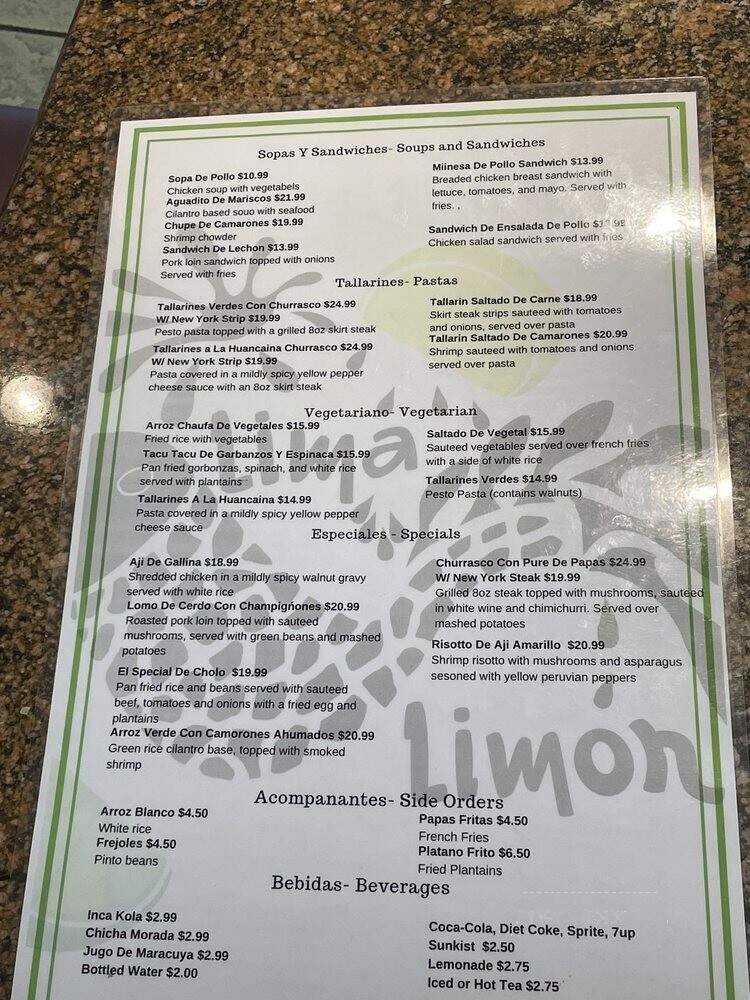 Sopas Y Sandwiches- Soups and Sandwiches
Sopa De Pollo $10.99
Chicken soup with vegetabels
Aguadito De Mariscos $21.99
Cilantro based souo with seafood
Chupe De Camarones $19.99
Shrimp chowder
Sandwich De Lechon $13.99
Pork loin sandwich topped with onions
Served with fries
Miinesa De Pollo Sandwich $13.99
Breaded chicken breast sandwich with
lettuce, tomatoes, and mayo. Served with
fries. ,
Sandwich De Ensalada De Pollo
Chicken salad sandwich served with fries
Tallarines- Pastas
Tallarines Verdes Con Churrasco $24.99
W/ New York Strip $19.99
Pesto pasta topped with a grilled 8oz skirt steak
Tallarines a La Huancaina Churrasco $24.99
W/ New York Strip $19.99
Pasta covered in a mildly spicy yellow pepper
cheese sauce with an 8oz skirt steak
Tallarin Saltado De Carne $18.99
Skirt steak strips sauteed with tomatoes
and onions, served over pasta
Tallarin Saltado De Camarones $20.99
Shrimp sauteed with tomatoes and onions
served over pasta
Vegetariano- Vegetarian
Arroz Chaufa De Vegetales $15.99
Fried rice with vegetables
Tacu Tacu De Garbanzos Y Espinaca $15.99
Pan fried gorbonzas, spinach, and white rice
served with plantains
Tallarines A La Huancaina $14.99
Pasta covered in a mildly spicy yellow pepper
cheese sauce
Saltado De Vegetal $15.99
Sauteed vegetables served over french fries
with a side of white rice
Tallarines Verdes $14.99
Pesto Pasta (contains walnuts)
Especiales - Specials
Aji De Gallina $18.99
Shredded chicken in a mildly spicy walnut gravy
served with white rice
Lomo De Cerdo Con Champigńones $20.99
Roasted pork loin topped with sauteed
mushrooms, served with green beans and mashed
potatoes
El Special De Cholo $19.99
Pan fried rice and beans served with sauteed
beef, tomatoes and onions with a fried egg and
plantains
Arroz Verde Con Camorones Ahumados $20.99
Green rice cilantro base, topped with smoked
shrimp
Churrasco Con Pure De Papas $24.99
W/ New York Steak $19.99
Grilled 8oz steak topped with mushrooms, sauteed
in white wine and chimichurri. Served over
mashed potatoes
Risotto De Aji Amarillo $20.99
Shrimp risotto with mushrooms and asparagus
sesoned with yellow peruvian peppers
Lima
Limón
Acompanantes- Side Orders
Arroz Blanco $4.50
White rice
Frejoles $4.50
Pinto beans
Papas Fritas $4.50
French Fries
Platano Frito $6.50
Fried Plantains
Bebidas- Beverages
Inca Kola $2.99
Chicha Morada $2.99
Jugo De Maracuya $2.99
Bottled Water $2.00
Coca-Cola, Diet Coke, Sprite, 7up
Sunkist $2.50
Lemonade $2.75
Iced or Hot Tea $2.75